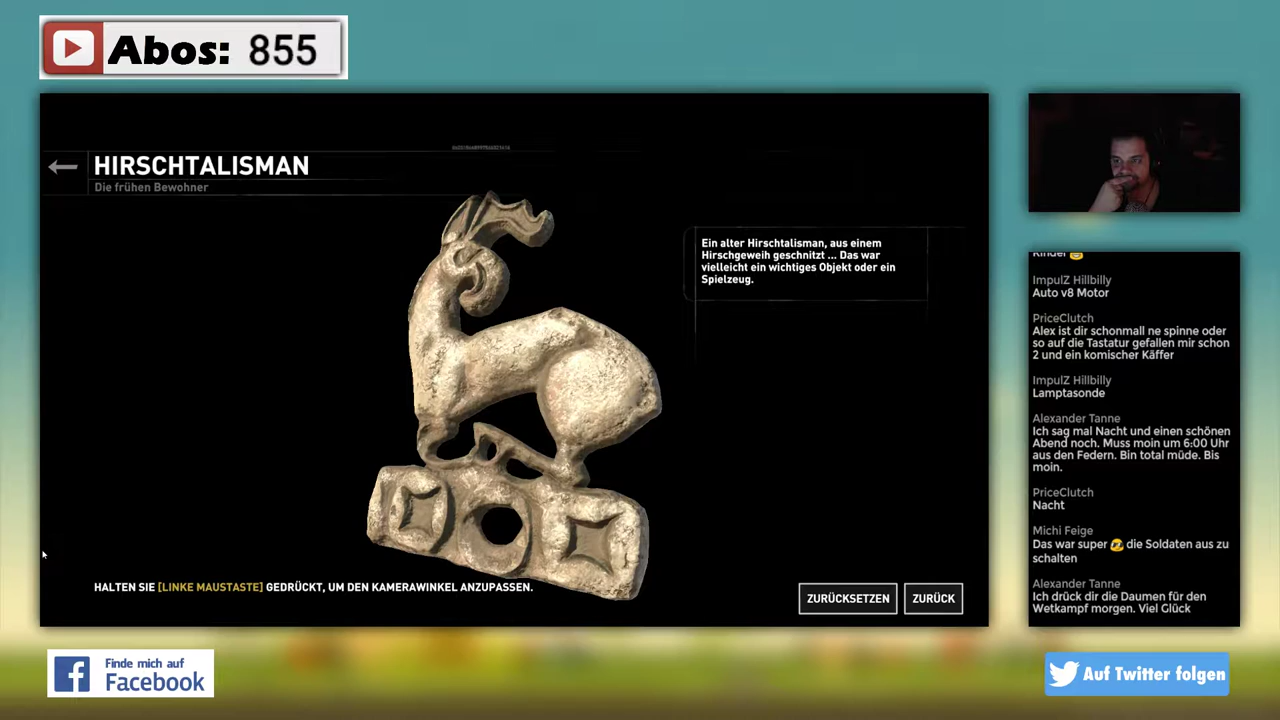 Abos: 855
HIRSCHTALISMAN
Die frühen Bewohner
Ein alter Hirschtalisman, aus einem
Hirschgeweih geschnitzt ... Das war
vielleicht ein wichtiges Objekt oder ein
Spielzeug.
HALTEN SIE [LINKE MAUSTASTE] GEDRÜCKT, UM DEN KAMERAWINKEL ANZUPASSEN.
ZURÜCKSETZEN
ZURÜCK
Kinder
ImpulZ Hillbilly
Auto v8 Motor
PriceClutch
Alex ist dir schonmall ne spinne oder
so auf die Tastatur gefallen mir schon
2 und ein komischer Käffer
ImpulZ Hillbilly
Lamptasonde
Alexander Tanne
Ich sag mal Nacht und einen schönen
Abend noch. Muss moin um 6:00 Uhr
aus den Federn. Bin total müde. Bis
moin.
PriceClutch
Nacht
Michi Feige
Das war super die Soldaten aus zu
schalten
Alexander Tanne
Ich drück dir die Daumen für den
Wetkampf morgen. Viel Glück
Finde mich auf
Facebook
Auf Twitter folgen